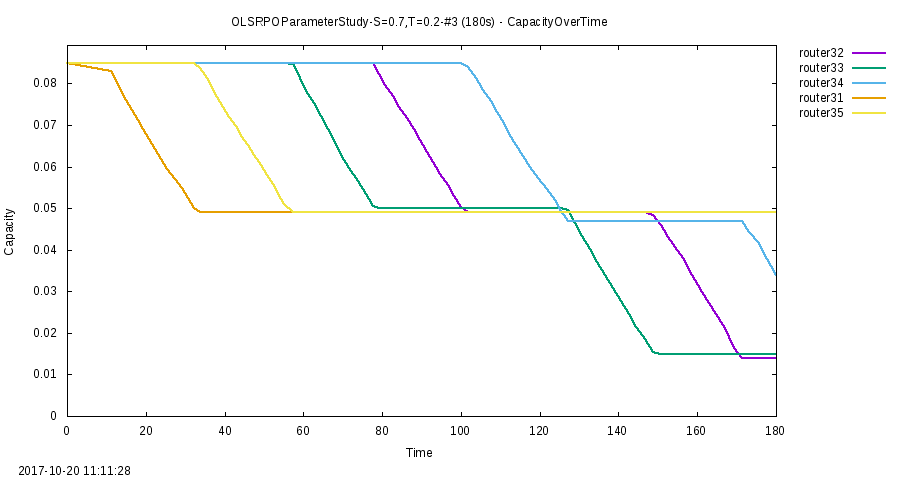 OLSRPOParameterStudy-S=0.7,T=0.2-#3 (180s) - CapacityOverTime
router32
router33
router34
router31
router35
0.08
0.07
0.06
0.05
0.04
0.03
0.02
0.01
0
Capacity
0 20 40 60 80 100 120 140 160 180
Time
2017-10-20 11:11:28